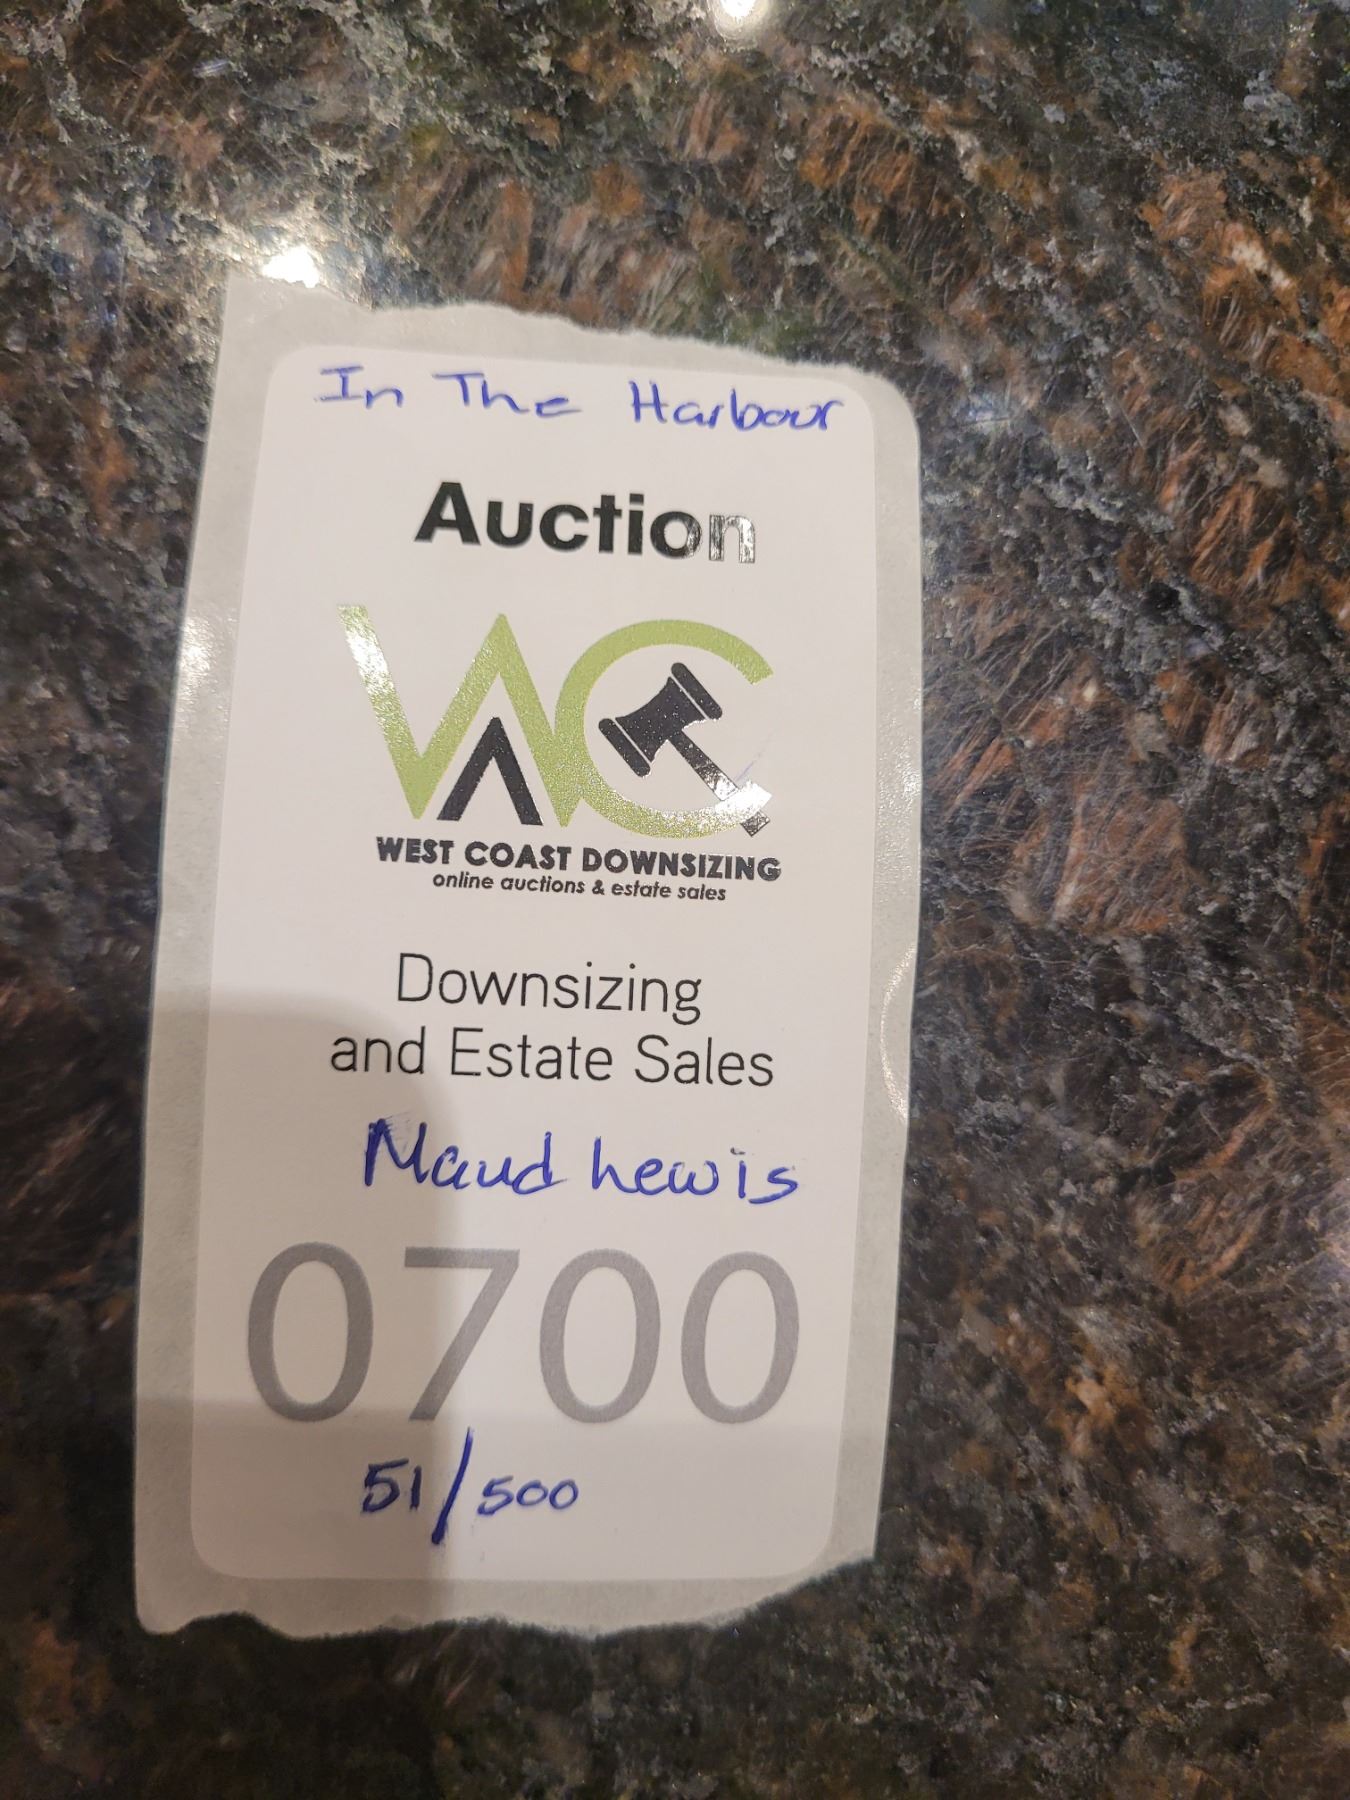 In The Harbour
Auction
WAC
WEST COAST DOWNSIZING
online auctions & estate sales
Downsizing
and Estate Sales
Maud Lewis
0700
51/500